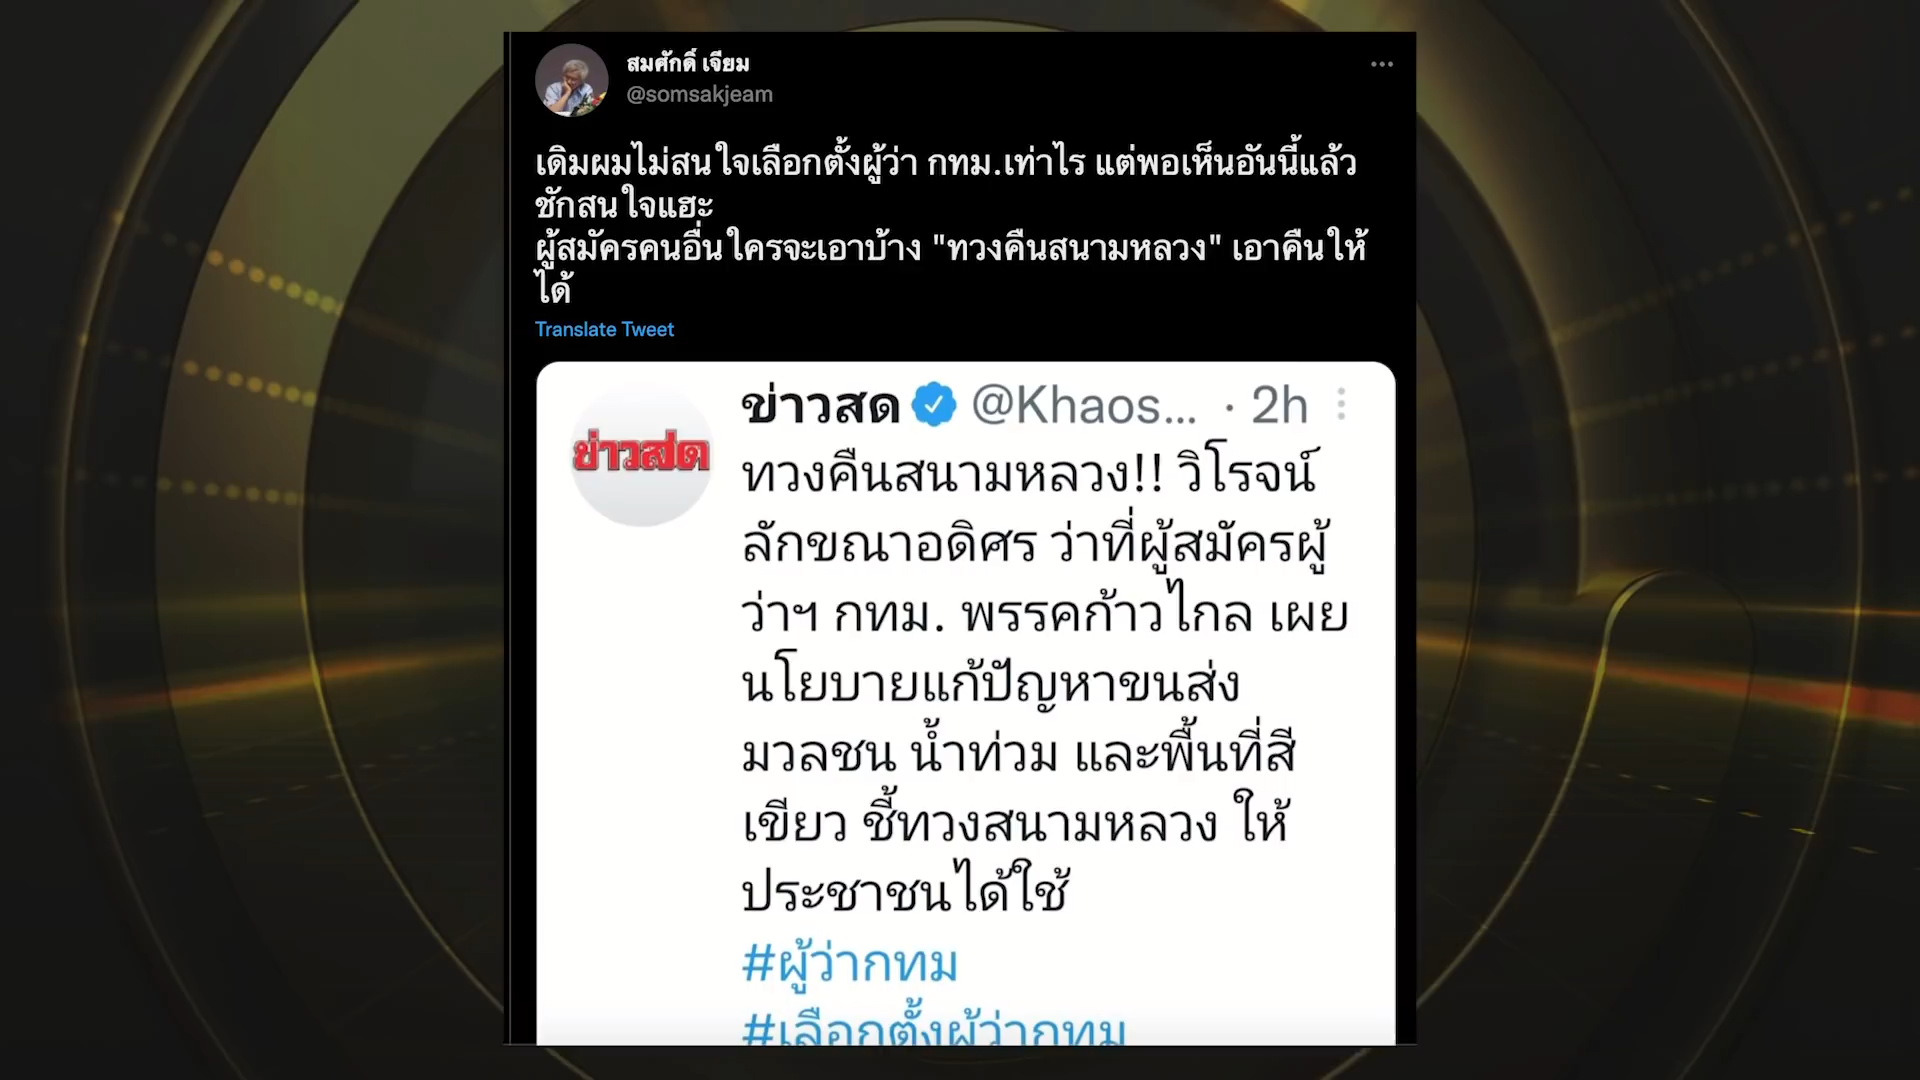 สมศักดิ์ เจียม
@somsakjeam
เดิมผมไม่สนใจเลือกตั้งผู้ว่า กทม.เท่าไร แต่พอเห็นอันนี้แล้ว
ชักสนใจแฮะ
ผู้สมัครคนอื่นใครจะเอาบ้าง "ทวงคืนสนามหลวง" เอาคืนให้
ได้
Translate Tweet
ข่าวสด @Khaos... · 2h
ข่าวสด
ทวงคืนสนามหลวง!! วิโรจน์
ลักขณาอดิศร ว่าที่ผู้สมัครผู้
ว่าฯ กทม. พรรคก้าวไกล เผย
นโยบายแก้ปัญหาขนส่ง
มวลชน น้ำท่วม และพื้นที่สี
เขียว ชี้ทวงสนามหลวง ให้
ประชาชนได้ใช้
#ผู้ว่ากทม
#เลือกตั้งผู้ว่ากทม